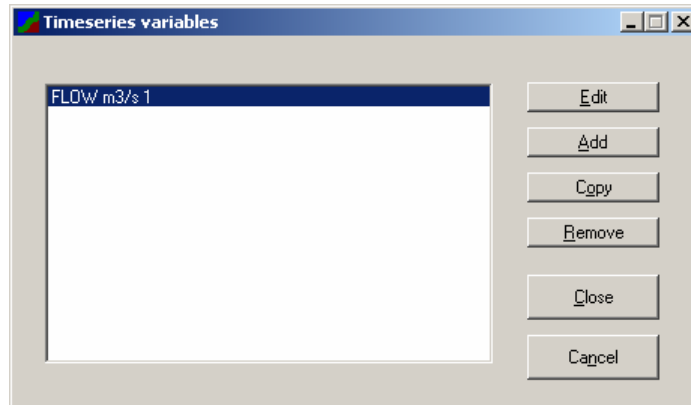 Timeseries variables
FLOW m3/s 1
Edit
Add
Copy
Remove
Close
Cancel